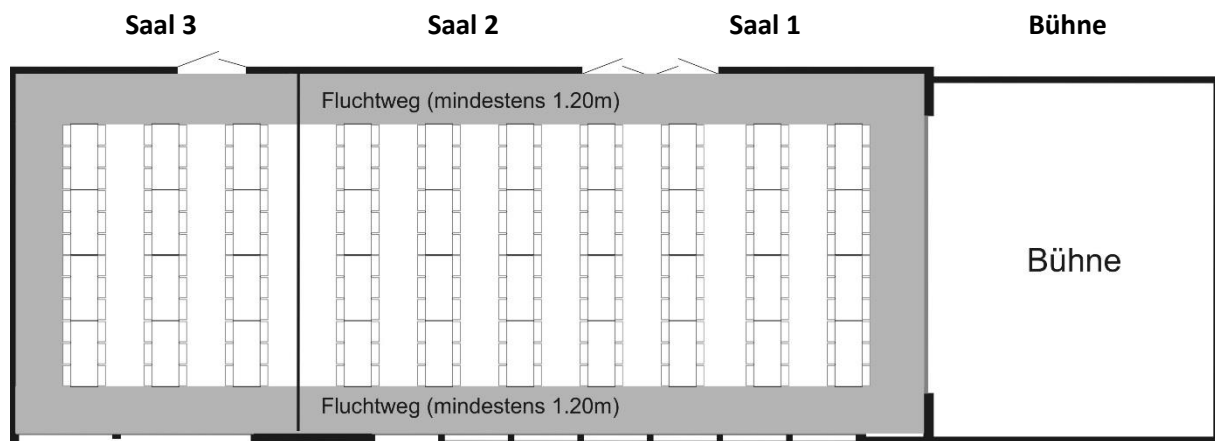 Saal 3 Saal 2 Saal 1 Bühne
Fluchtweg (mindestens 1.20m)
Bühne
Fluchtweg (mindestens 1.20m)